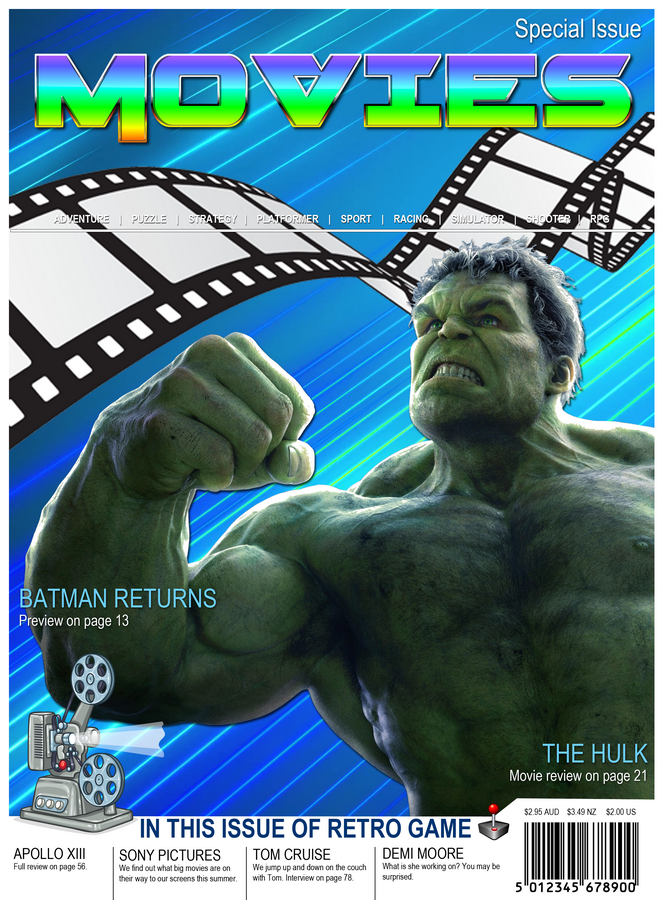 Special Issue
MOVIES
ADVENTURE | PUZZLE | STRATEGY | PLATFORMER | SPORT | RACING | SIMULATOR | SHOOTER | RPG
BATMAN RETURNS
Preview on page 13
THE HULK
Movie review on page 21
IN THIS ISSUE OF RETRO GAME
$2.95 AUD $3.49 NZ $2.00 US
APOLLO XIII
Full review on page 56.
SONY PICTURES
We find out what big movies are on
their way to our screens this summer.
TOM CRUISE
We jump up and down on the couch
with Tom. Interview on page 78.
DEMI MOORE
What is she working on? You may be
surprised.
5 012345 678900